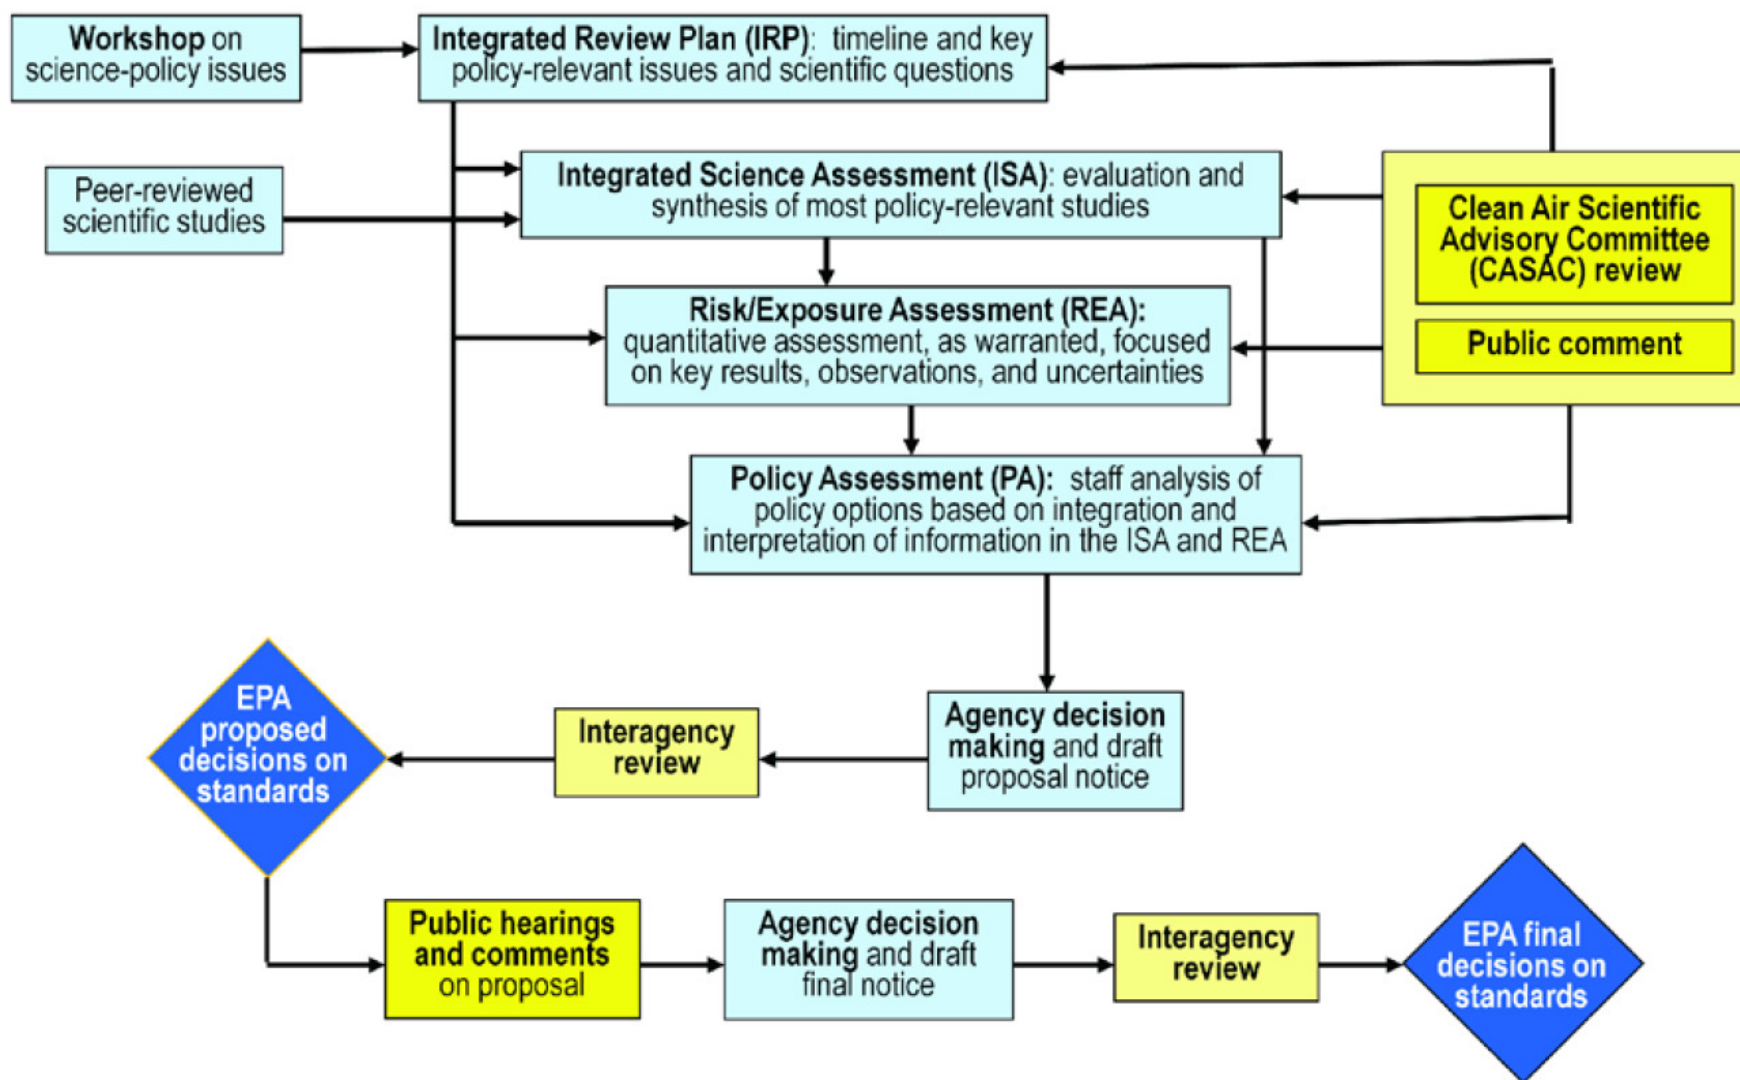 Workshop on
science-policy issues
Integrated Review Plan (IRP): timeline and key
policy-relevant issues and scientific questions
Peer-reviewed
scientific studies
Integrated Science Assessment (ISA): evaluation and
synthesis of most policy-relevant studies
Clean Air Scientific
Advisory Committee
(CASAC) review
Public comment
Risk/Exposure Assessment (REA):
quantitative assessment, as warranted, focused
on key results, observations, and uncertainties
Policy Assessment (PA): staff analysis of
policy options based on integration and
interpretation of information in the ISA and REA
Agency decision
making and draft
proposal notice
Interagency
review
EPA
proposed
decisions on
standards
Public hearings
and comments
on proposal
Agency decision
making and draft
final notice
Interagency
review
EPA final
decisions on
standards